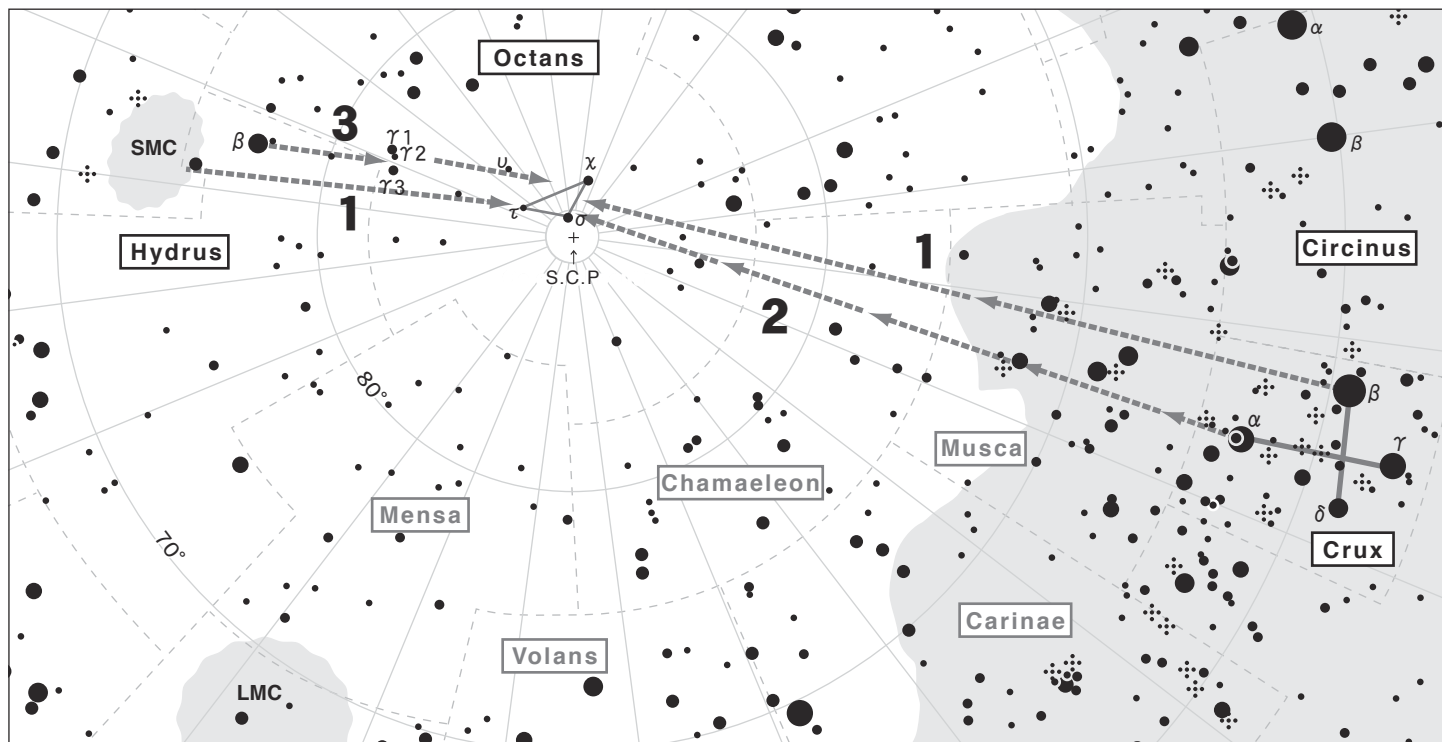 Octans
α
3
γ1
β
γ2
SMC
β
υ
χ
γ3
1
τ
σ
+
Hydrus
1
Circinus
↑
S.C.P
2
80°
β
α
γ
Musca
Chamaeleon
Mensa
δ
70°
Crux
Carinae
Volans
LMC